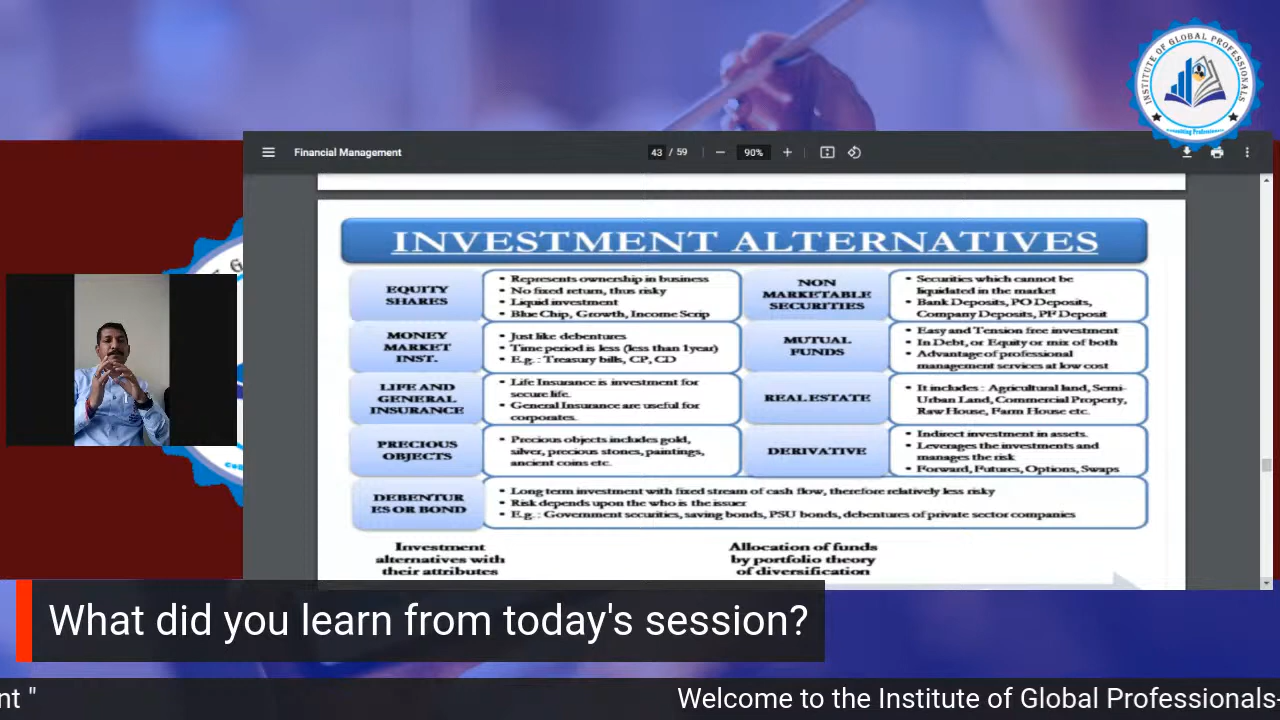 INSTITUTE OF GLOBAL PROFESSIONALS
Financial Management
43 / 59
90%
INVESTMENT ALTERNATIVES
EQUITY
SHARES
• Represents ownership in business
• No fixed return, thus risky
• Liquid investment
• Blue Chip, Growth, Income Scrip
NON
MARKETABLE
SECURITIES
• Securities which cannot be
liquidated in the market
• Bank Deposits, PO Deposits,
Company Deposits, PF Deposit
MONEY
MARKET
INST.
• Just like debentures
• Time period is less (less than 1year)
• E.g. : Treasury bills, CP, CD
MUTUAL
FUNDS
• Easy and Tension free investment
• In Debt, or Equity or mix of both
• Advantage of professional
management services at low cost
LIFE AND
GENERAL
INSURANCE
• Life Insurance is investment for
secure life.
• General Insurance are useful for
corporates.
REAL ESTATE
• It includes : Agricultural land, Semi-
Urban Land, Commercial Property,
Raw House, Farm House etc.
PRECIOUS
OBJECTS
• Precious objects includes gold,
silver, precious stones, paintings,
ancient coins etc.
DERIVATIVE
• Indirect investment in assets.
• Leverages the investments and
manages the risk
• Forward, Futures, Options, Swaps
DEBENTUR
ES OR BOND
• Long term investment with fixed stream of cash flow, therefore relatively less risky
• Risk depends upon the who is the issuer
• E.g. : Government securities, saving bonds, PSU bonds, debentures of private sector companies
Investment
alternatives with
their attributes
Allocation of funds
by portfolio theory
of diversification
What did you learn from today's session?
nt "
Welcome to the Institute of Global Professionals-